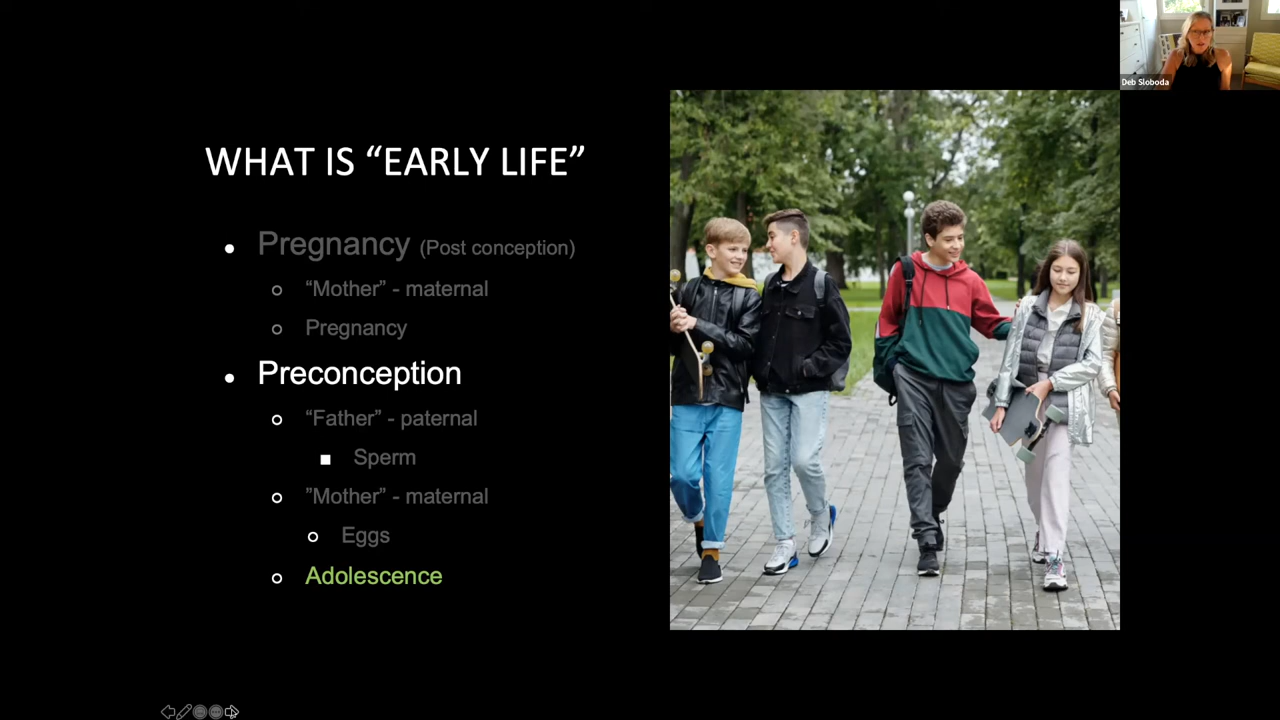 Deb Sloboda
WHAT IS “EARLY LIFE”
Pregnancy (Post conception)
“Mother” - maternal
Pregnancy
Preconception
“Father” - paternal
Sperm
”Mother” - maternal
Eggs
Adolescence